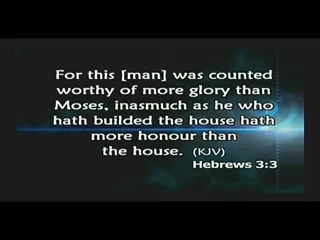 For this [man] was counted
worthy of more glory than
Moses, inasmuch as he who
hath builded the house hath
more honour than
the house. (KJV)
Hebrews 3:3